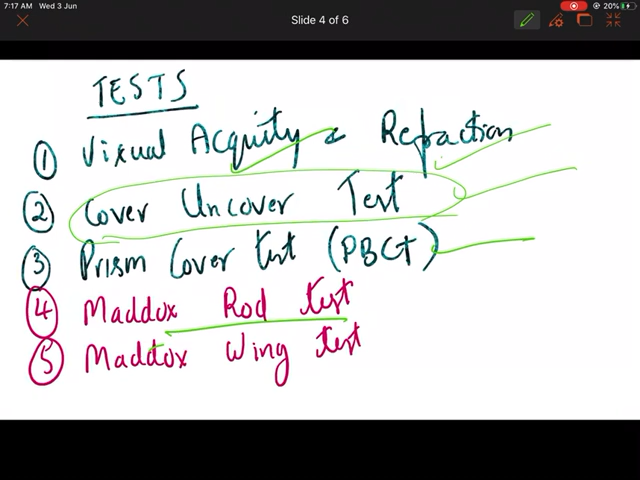 7:17 AM Wed 3 Jun
20%
Slide 4 of 6
TESTS
① Visual Acquity & Refraction
② Cover Uncover Test
③ Prism Cover test (PBCT)
④ Maddox Rod test
⑤ Maddox Wing test